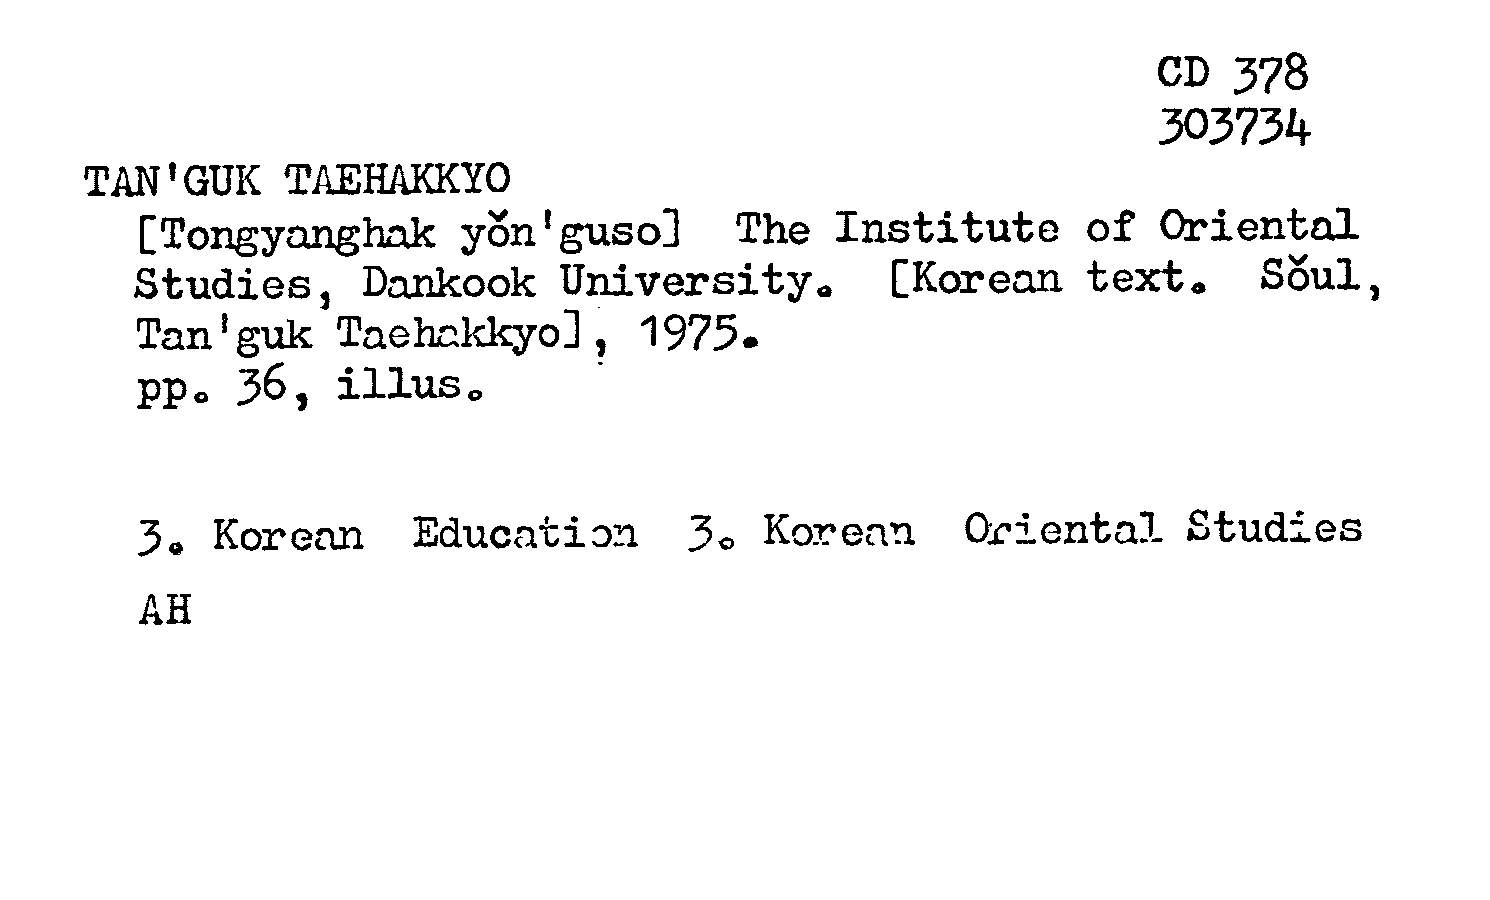 CD 378
303734
TAN'GUK TAEHAKKYO
[Tongyanghak yŏn'guso] The Institute of Oriental
Studies, Dankook University. [Korean text. Sŏul,
Tan'guk Taehakkyo], 1975.
pp. 36, illus.
3. Korean Education 3. Korean Oriental Studies
AH